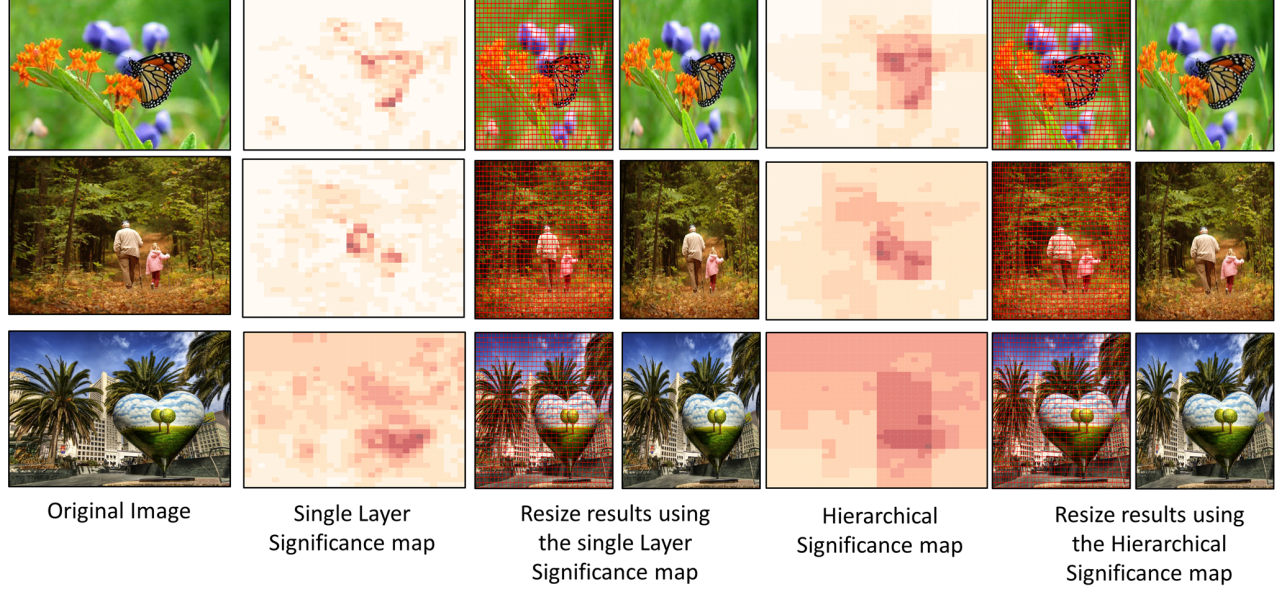 Original Image
Single Layer
Significance map
Resize results using
the single Layer
Significance map
Hierarchical
Significance map
Resize results using
the Hierarchical
Significance map